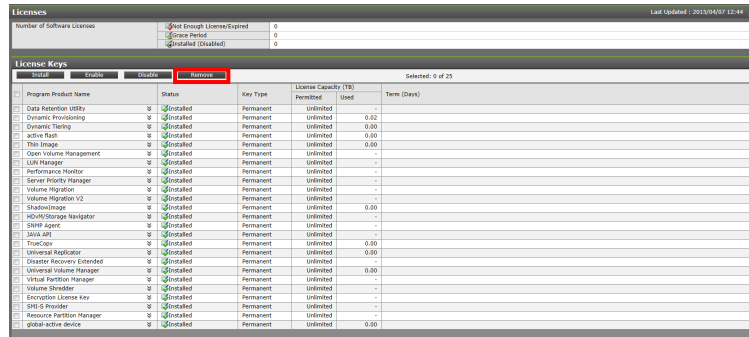 Licenses Last Updated : 2015/04/07 12:44
Number of Software Licenses Not Enough License/Expired 0
Grace Period 0
Installed (Disabled) 0
License Keys
Install Enable Disable Remove Selected: 0 of 25
Program Product Name Status Key Type License Capacity (TB) Term (Days)
Permitted Used
Data Retention Utility Installed Permanent Unlimited -
Dynamic Provisioning Installed Permanent Unlimited 0.02
Dynamic Tiering Installed Permanent Unlimited 0.00
active flash Installed Permanent Unlimited 0.00
Thin Image Installed Permanent Unlimited 0.00
Open Volume Management Installed Permanent Unlimited -
LUN Manager Installed Permanent Unlimited -
Performance Monitor Installed Permanent Unlimited -
Server Priority Manager Installed Permanent Unlimited -
Volume Migration Installed Permanent Unlimited -
Volume Migration V2 Installed Permanent Unlimited -
ShadowImage Installed Permanent Unlimited 0.00
HDvM/Storage Navigator Installed Permanent Unlimited -
SNMP Agent Installed Permanent Unlimited -
JAVA API Installed Permanent Unlimited -
TrueCopy Installed Permanent Unlimited 0.00
Universal Replicator Installed Permanent Unlimited 0.00
Disaster Recovery Extended Installed Permanent Unlimited -
Universal Volume Manager Installed Permanent Unlimited 0.00
Virtual Partition Manager Installed Permanent Unlimited -
Volume Shredder Installed Permanent Unlimited -
Encryption License Key Installed Permanent Unlimited -
SMI-S Provider Installed Permanent Unlimited -
Resource Partition Manager Installed Permanent Unlimited -
global-active device Installed Permanent Unlimited 0.00